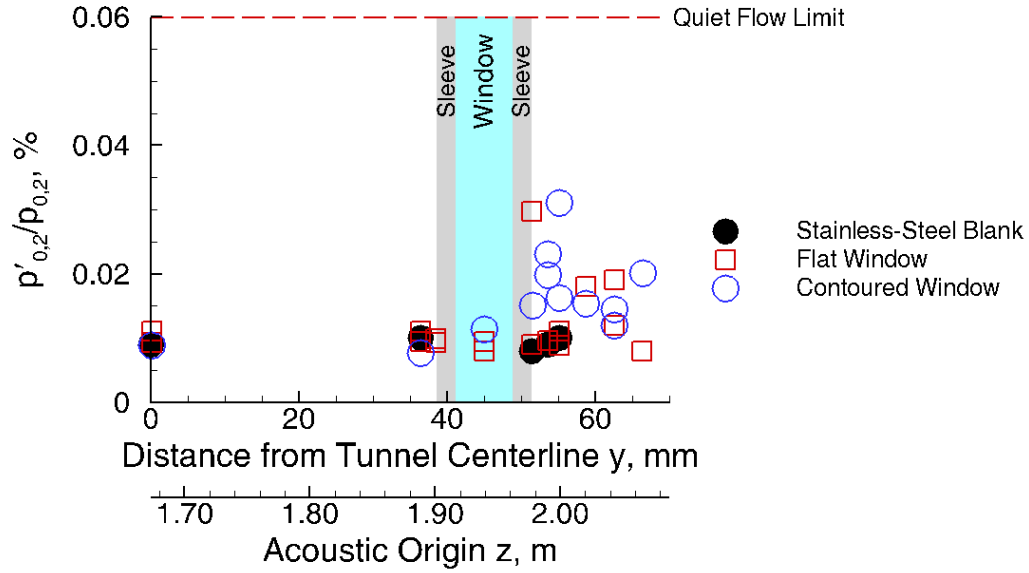 Quiet Flow Limit
0.06
0.04
0.02
0
p′0,2/p0,2, %
Sleeve
Window
Sleeve
Stainless-Steel Blank
Flat Window
Contoured Window
0 20 40 60
Distance from Tunnel Centerline y, mm
1.70 1.80 1.90 2.00
Acoustic Origin z, m